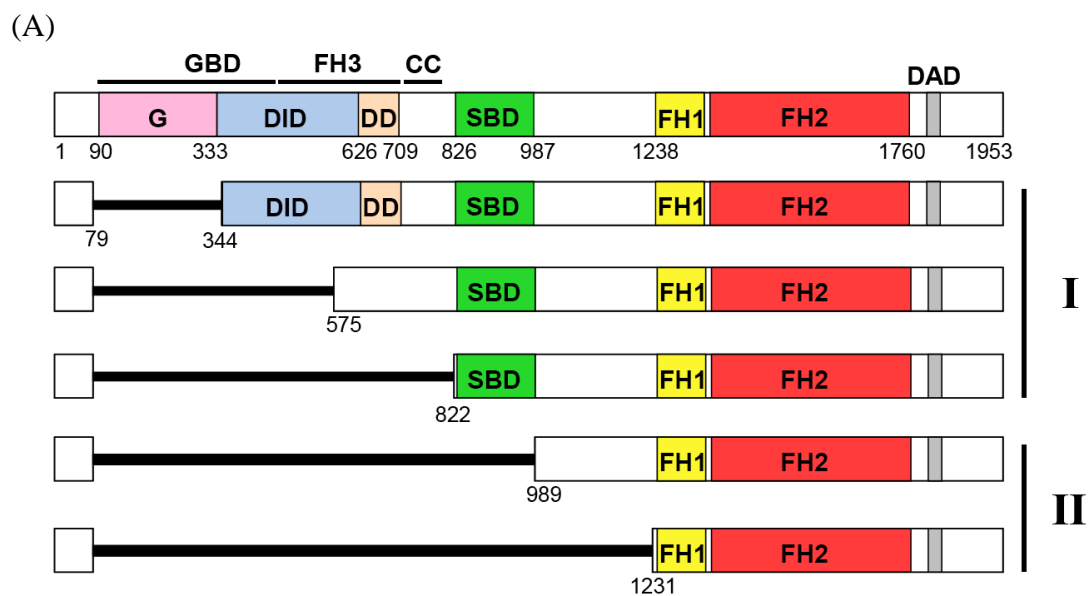 (A)
GBD FH3 CC DAD
G DID DD SBD FH1 FH2
1 90 333 626 709 826 987 1238 1760 1953
DID DD SBD FH1 FH2
79 344
SBD FH1 FH2
575
I
SBD FH1 FH2
822
FH1 FH2
989
II
FH1 FH2
1231